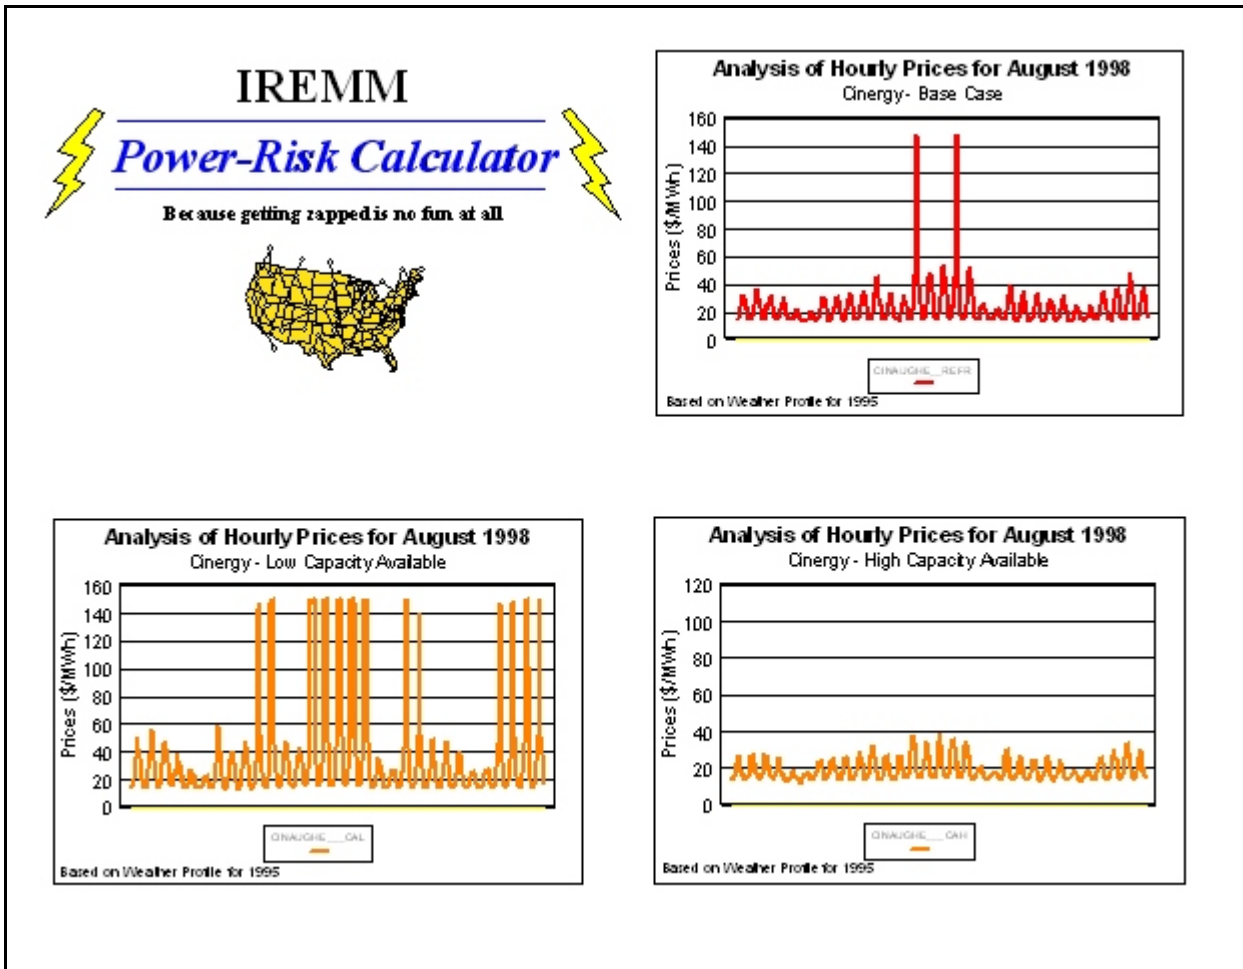 IREMM
Power-Risk Calculator
Because getting zapped is no fun at all
Analysis of Hourly Prices for August 1998
Cinergy - Base Case
Prices ($/MWh)
160
140
120
100
80
60
40
20
0
CINAUGHE__REFR
Based on Weather Profile for 1995
Analysis of Hourly Prices for August 1998
Cinergy - Low Capacity Available
Prices ($/MWh)
160
140
120
100
80
60
40
20
0
CINAUGHE___CAL
Based on Weather Profile for 1995
Analysis of Hourly Prices for August 1998
Cinergy - High Capacity Available
Prices ($/MWh)
120
100
80
60
40
20
0
CINAUGHE___CAH
Based on Weather Profile for 1995